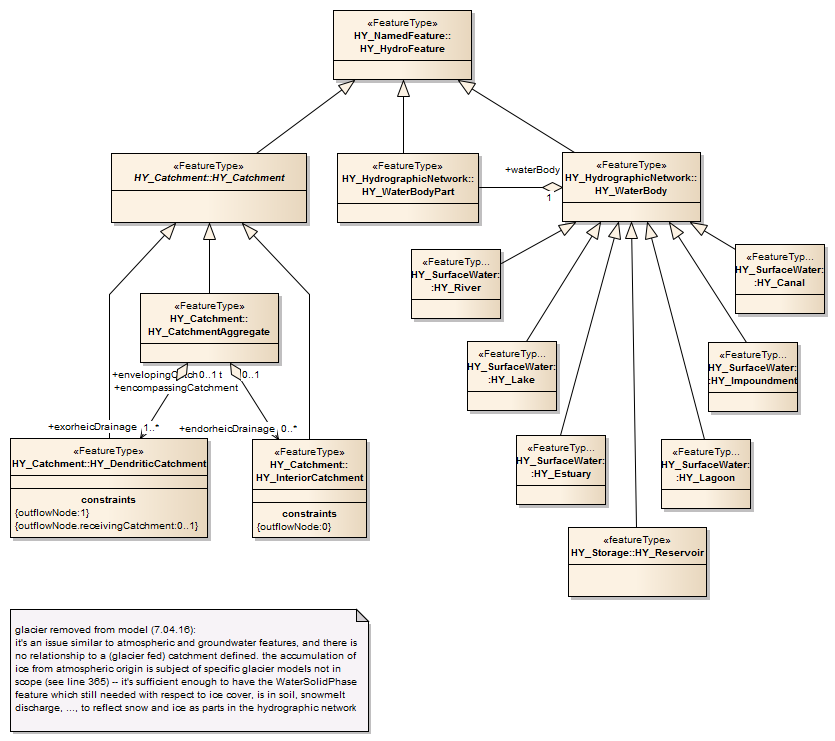 «FeatureType»
HY_NamedFeature::
HY_HydroFeature
«FeatureType»
HY_Catchment::HY_Catchment
«FeatureType»
HY_HydrographicNetwork::
HY_WaterBodyPart
+waterBody
1
«FeatureType»
HY_HydrographicNetwork::
HY_WaterBody
«FeatureTyp...
HY_SurfaceWater:
:HY_River
«FeatureTyp...
HY_SurfaceWater:
:HY_Canal
«FeatureType»
HY_Catchment::
HY_CatchmentAggregate
+envelopingCatch 0..1 t
0..1
+encompassingCatchment
«FeatureTyp...
HY_SurfaceWater:
:HY_Lake
«FeatureTyp...
HY_SurfaceWater:
:HY_Impoundment
+exorheicDrainage 1..*
+endorheicDrainage 0..*
«FeatureType»
HY_Catchment::HY_DendriticCatchment
constraints
{outflowNode:1}
{outflowNode.receivingCatchment:0..1}
«FeatureType»
HY_Catchment::
HY_InteriorCatchment
constraints
{outflowNode:0}
«FeatureTyp...
HY_SurfaceWater:
:HY_Estuary
«FeatureTyp...
HY_SurfaceWater:
:HY_Lagoon
«featureType»
HY_Storage::HY_Reservoir
glacier removed from model (7.04.16):
it's an issue similar to atmospheric and groundwater features, and there is
no relationship to a (glacier fed) catchment defined. the accumulation of
ice from atmospheric origin is subject of specific glacier models not in
scope (see line 365) -- it's sufficient enough to have the WaterSolidPhase
feature which still needed with respect to ice cover, is in soil, snowmelt
discharge, ..., to reflect snow and ice as parts in the hydrographic network